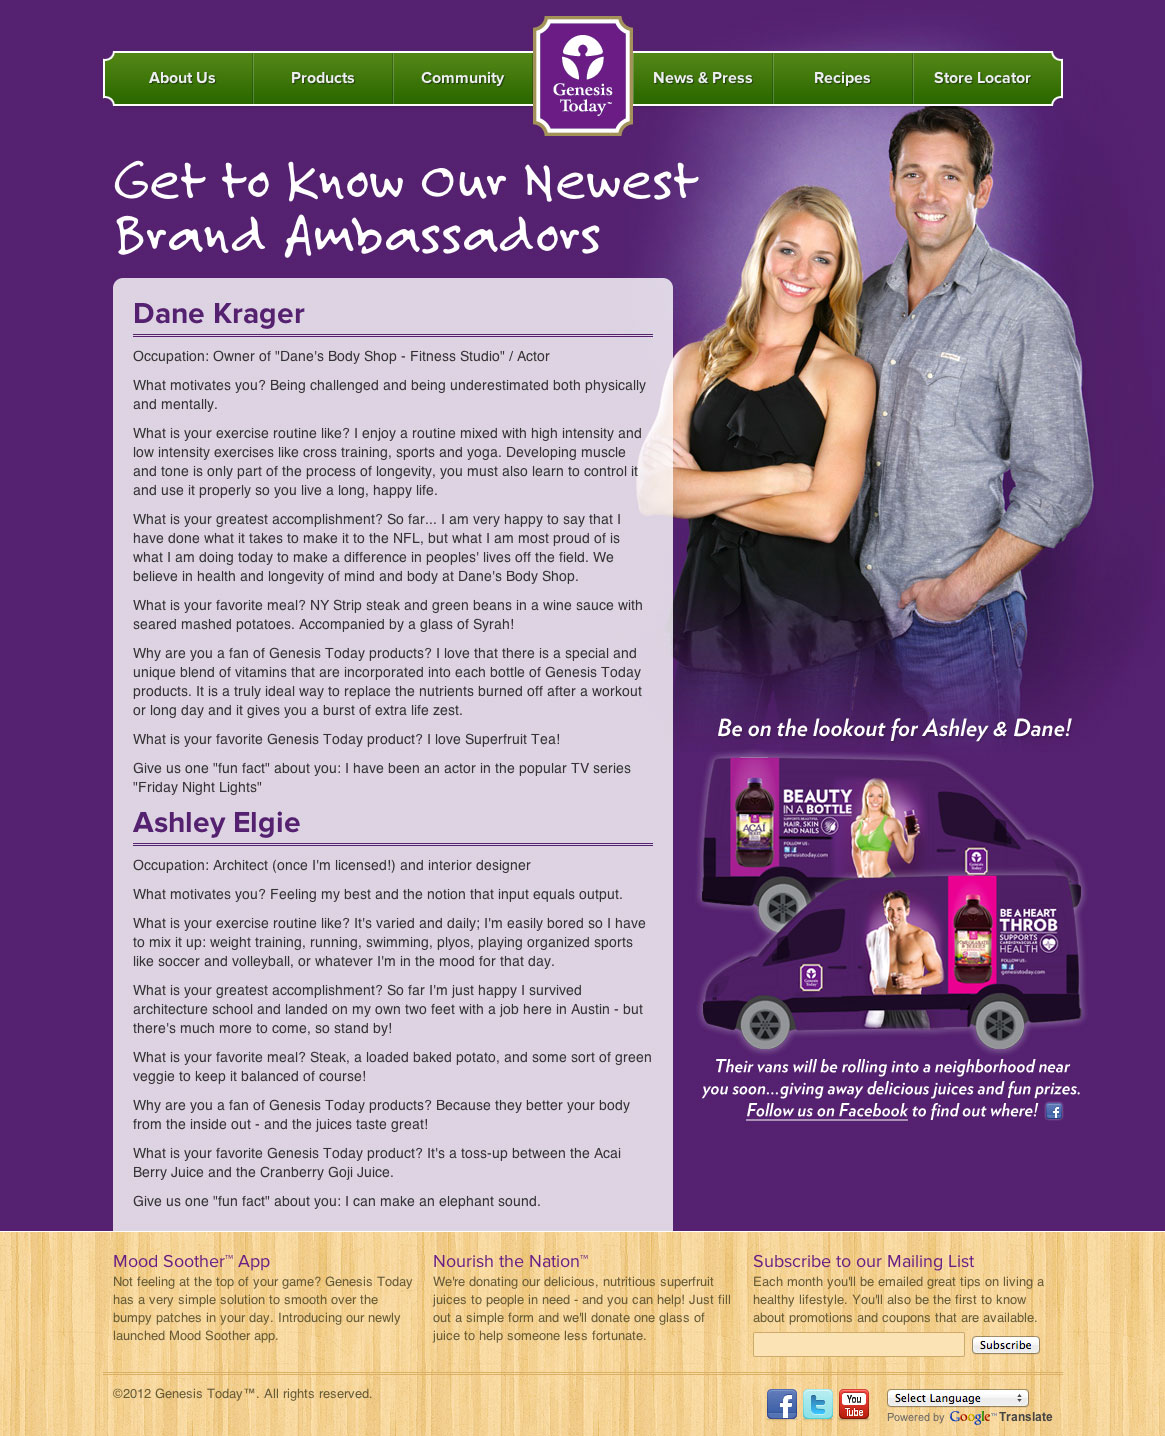 About Us
Products
Community
Genesis
Today™
News & Press
Recipes
Store Locator
Get to Know Our Newest
Brand Ambassadors
Dane Krager
Occupation: Owner of "Dane's Body Shop - Fitness Studio" / Actor
What motivates you? Being challenged and being underestimated both physically
and mentally.
What is your exercise routine like? I enjoy a routine mixed with high intensity and
low intensity exercises like cross training, sports and yoga. Developing muscle
and tone is only part of the process of longevity, you must also learn to control it
and use it properly so you live a long, happy life.
What is your greatest accomplishment? So far... I am very happy to say that I
have done what it takes to make it to the NFL, but what I am most proud of is
what I am doing today to make a difference in peoples' lives off the field. We
believe in health and longevity of mind and body at Dane's Body Shop.
What is your favorite meal? NY Strip steak and green beans in a wine sauce with
seared mashed potatoes. Accompanied by a glass of Syrah!
Why are you a fan of Genesis Today products? I love that there is a special and
unique blend of vitamins that are incorporated into each bottle of Genesis Today
products. It is a truly ideal way to replace the nutrients burned off after a workout
or long day and it gives you a burst of extra life zest.
What is your favorite Genesis Today product? I love Superfruit Tea!
Give us one "fun fact" about you: I have been an actor in the popular TV series
"Friday Night Lights"
Ashley Elgie
Occupation: Architect (once I'm licensed!) and interior designer
What motivates you? Feeling my best and the notion that input equals output.
What is your exercise routine like? It's varied and daily; I'm easily bored so I have
to mix it up: weight training, running, swimming, plyos, playing organized sports
like soccer and volleyball, or whatever I'm in the mood for that day.
What is your greatest accomplishment? So far I'm just happy I survived
architecture school and landed on my own two feet with a job here in Austin - but
there's much more to come, so stand by!
What is your favorite meal? Steak, a loaded baked potato, and some sort of green
veggie to keep it balanced of course!
Why are you a fan of Genesis Today products? Because they better your body
from the inside out - and the juices taste great!
What is your favorite Genesis Today product? It's a toss-up between the Acai
Berry Juice and the Cranberry Goji Juice.
Give us one "fun fact" about you: I can make an elephant sound.
Be on the lookout for Ashley & Dane!
BEAUTY
IN A BOTTLE
SUPPORTS BEAUTIFUL
HAIR, SKIN
AND NAILS
FOLLOW US:
genesistoday.com
ACAI
BE A HEART
THROB
SUPPORTS
CARDIOVASCULAR
HEALTH
FOLLOW US:
genesistoday.com
POMEGRANATE
Genesis
Today
Their vans will be rolling into a neighborhood near
you soon...giving away delicious juices and fun prizes.
Follow us on Facebook to find out where! f
Mood Soother™ App
Not feeling at the top of your game? Genesis Today
has a very simple solution to smooth over the
bumpy patches in your day. Introducing our newly
launched Mood Soother app.
Nourish the Nation™
We're donating our delicious, nutritious superfruit
juices to people in need - and you can help! Just fill
out a simple form and we'll donate one glass of
juice to help someone less fortunate.
Subscribe to our Mailing List
Each month you'll be emailed great tips on living a
healthy lifestyle. You'll also be the first to know
about promotions and coupons that are available.
Subscribe
©2012 Genesis Today™. All rights reserved.
f
t
You
Tube
Select Language
Powered by Google™ Translate